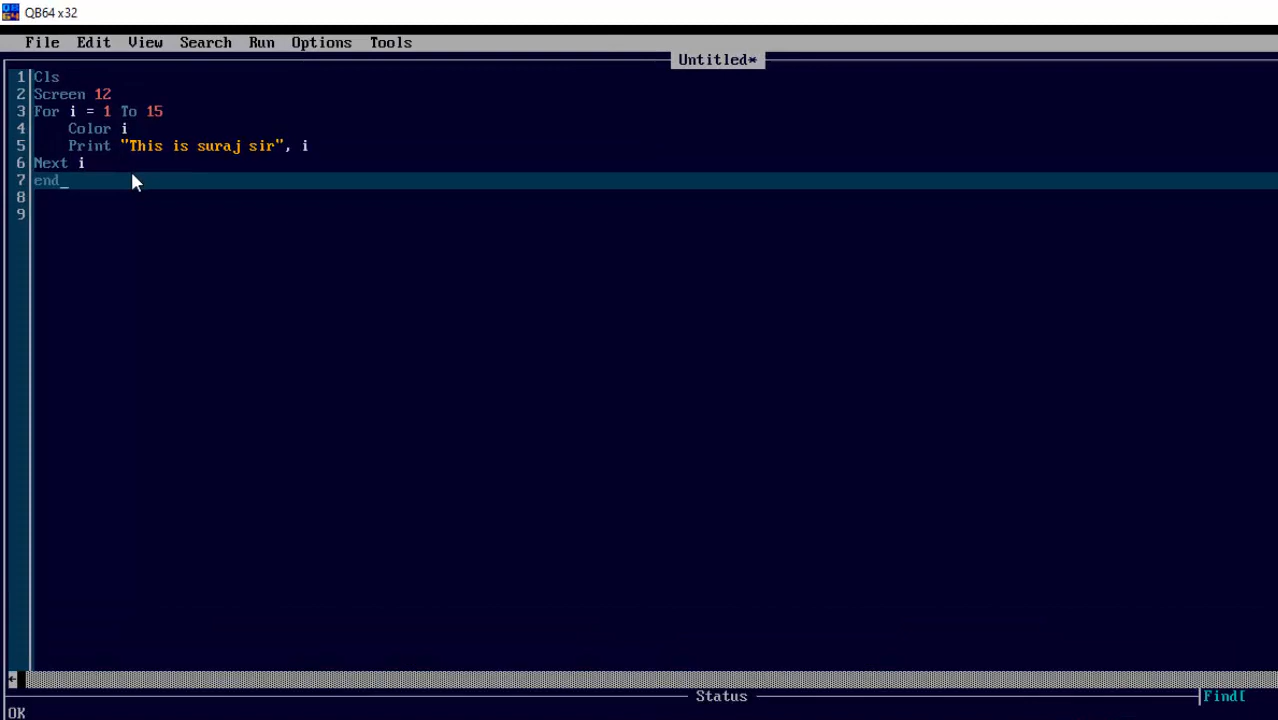 QB64 x32
File Edit View Search Run Options Tools
Untitled*
1 Cls
2 Screen 12
3 For i = 1 To 15
4     Color i
5     Print "This is suraj sir", i
6 Next i
7 end_
8
9
Status
Find[
OK